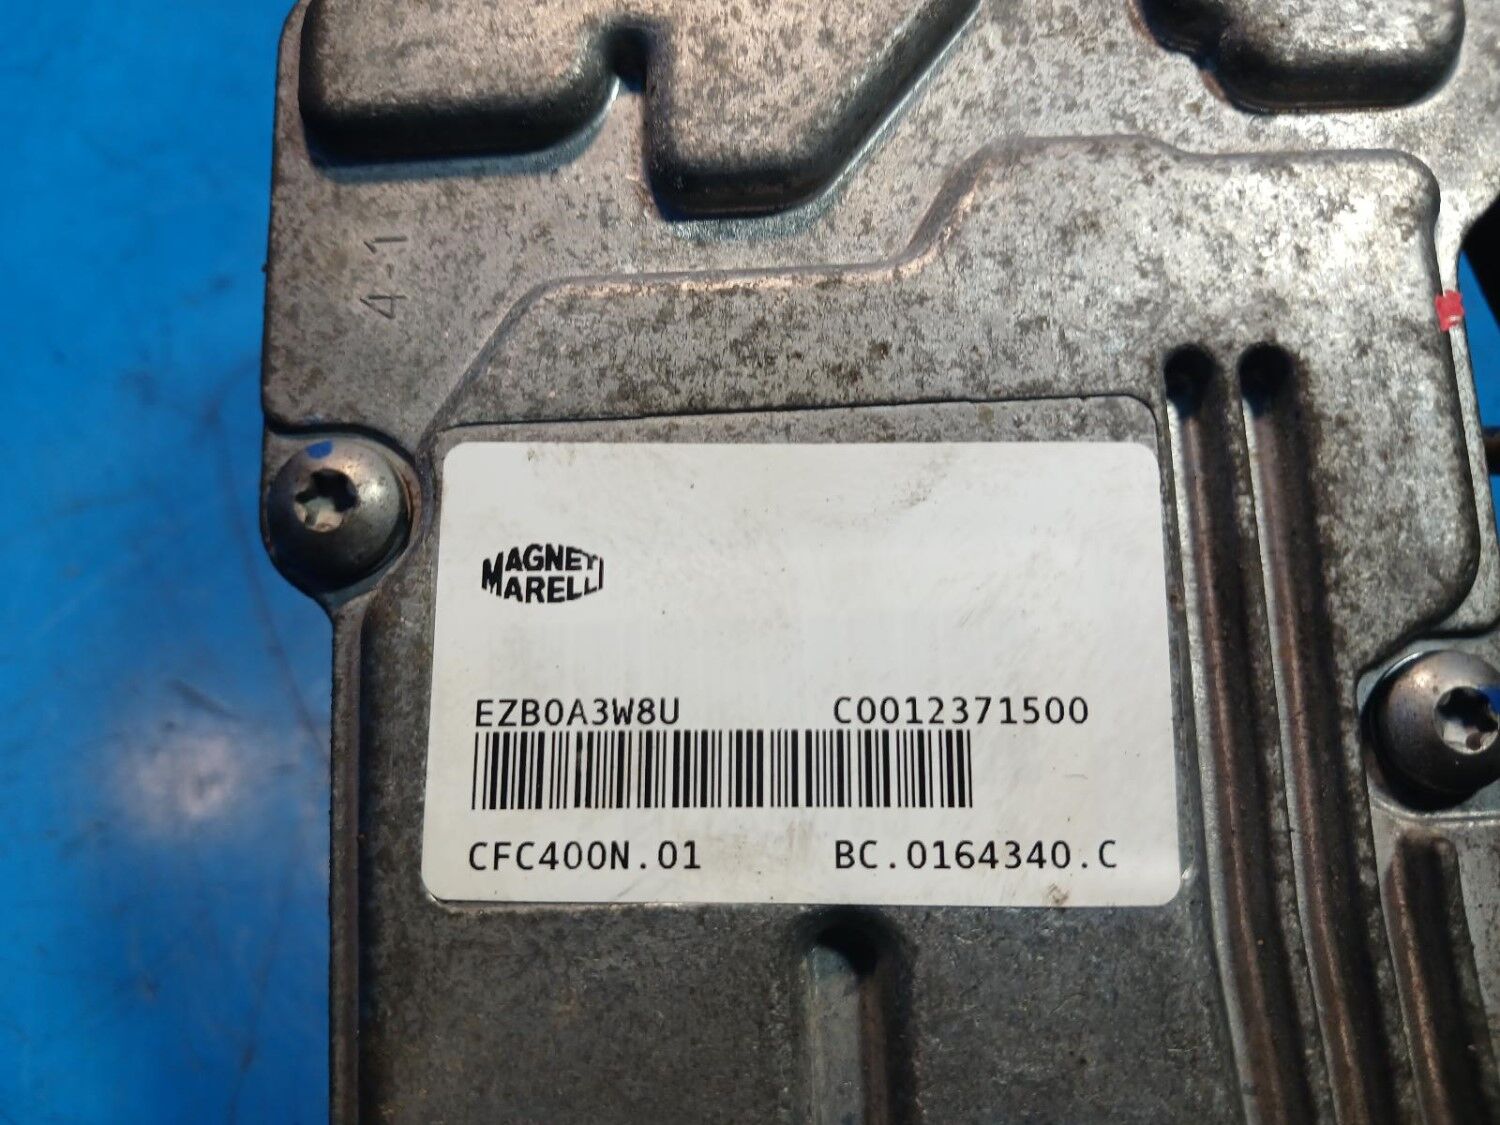 4-1
MAGNETI
MARELLI
EZB0A3W8U C0012371500
CFC400N.01 BC.0164340.C